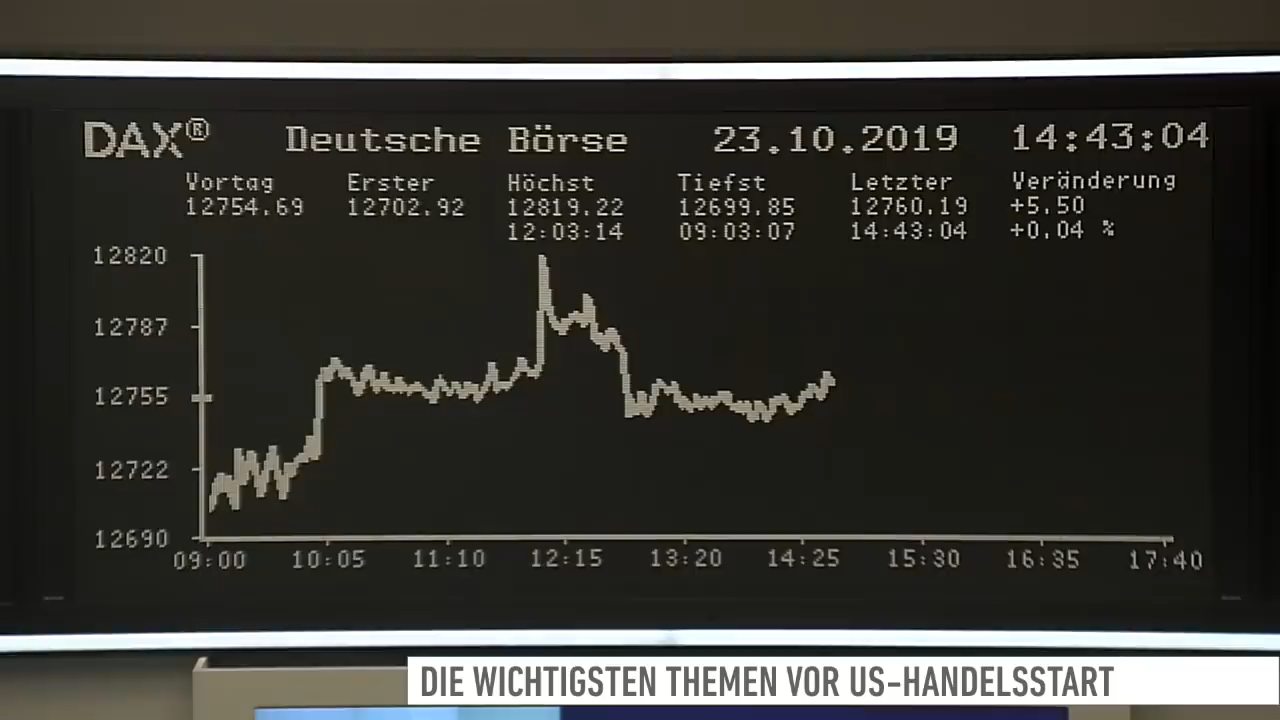 DAX® Deutsche Börse 23.10.2019 14:43:04
Vortag Erster Höchst Tiefst Letzter Veränderung
12754.69 12702.92 12819.22 12699.85 12760.19 +5.50
12:03:14 09:03:07 14:43:04 +0.04 %
12820
12787
12755
12722
12690
09:00 10:05 11:10 12:15 13:20 14:25 15:30 16:35 17:40
DIE WICHTIGSTEN THEMEN VOR US-HANDELSSTART